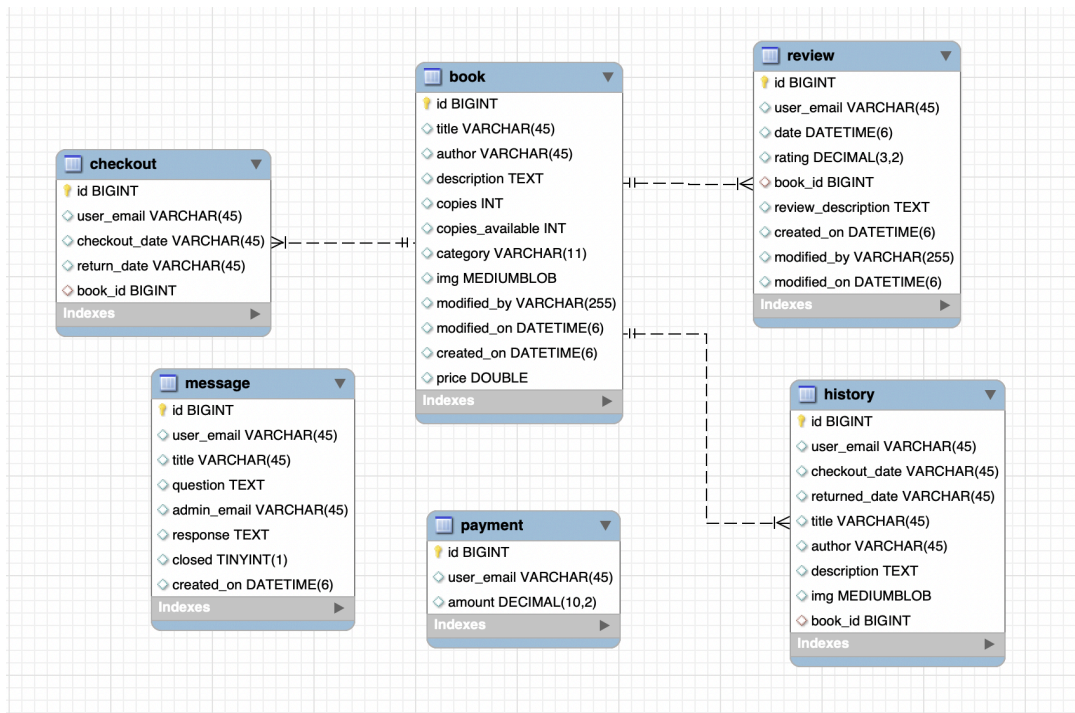 checkout
id BIGINT
user_email VARCHAR(45)
checkout_date VARCHAR(45)
return_date VARCHAR(45)
book_id BIGINT
Indexes
book
id BIGINT
title VARCHAR(45)
author VARCHAR(45)
description TEXT
copies INT
copies_available INT
category VARCHAR(11)
img MEDIUMBLOB
modified_by VARCHAR(255)
modified_on DATETIME(6)
created_on DATETIME(6)
price DOUBLE
Indexes
review
id BIGINT
user_email VARCHAR(45)
date DATETIME(6)
rating DECIMAL(3,2)
book_id BIGINT
review_description TEXT
created_on DATETIME(6)
modified_by VARCHAR(255)
modified_on DATETIME(6)
Indexes
message
id BIGINT
user_email VARCHAR(45)
title VARCHAR(45)
question TEXT
admin_email VARCHAR(45)
response TEXT
closed TINYINT(1)
created_on DATETIME(6)
Indexes
payment
id BIGINT
user_email VARCHAR(45)
amount DECIMAL(10,2)
Indexes
history
id BIGINT
user_email VARCHAR(45)
checkout_date VARCHAR(45)
returned_date VARCHAR(45)
title VARCHAR(45)
author VARCHAR(45)
description TEXT
img MEDIUMBLOB
book_id BIGINT
Indexes